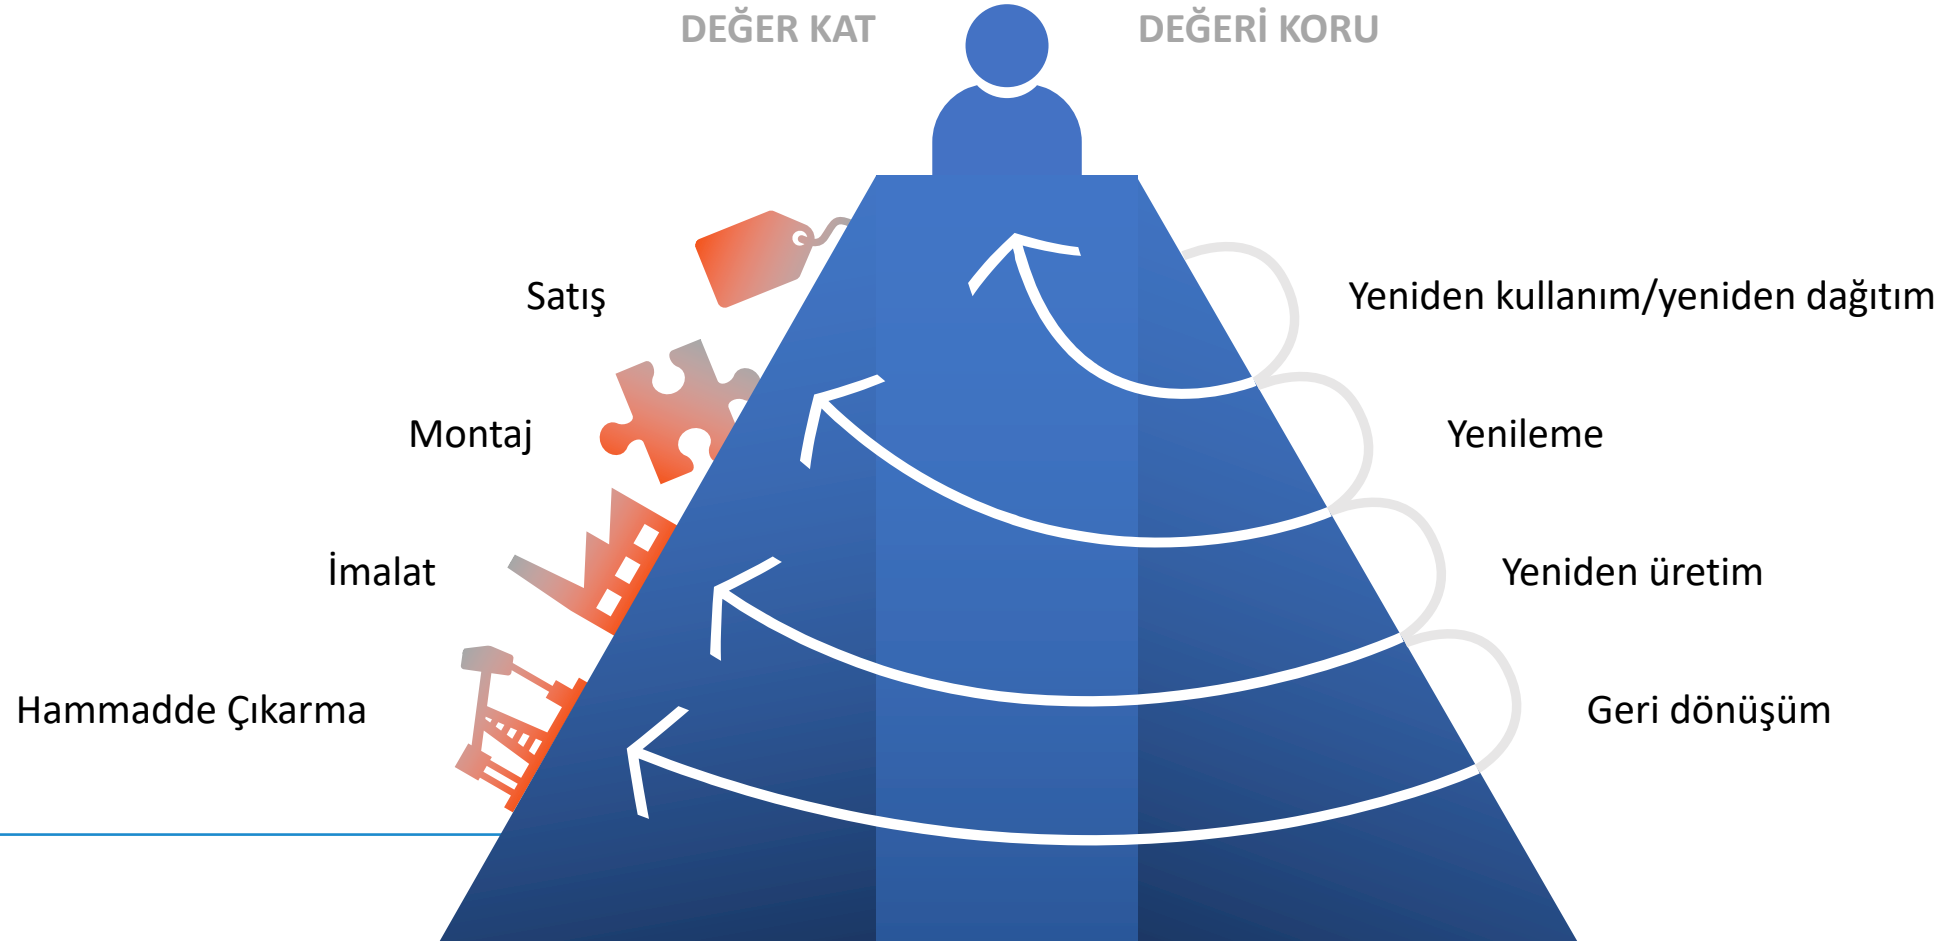 DEĞER KAT
DEĞERİ KORU
Satış
Yeniden kullanım/yeniden dağıtım
Montaj
Yenileme
İmalat
Yeniden üretim
Hammadde Çıkarma
Geri dönüşüm